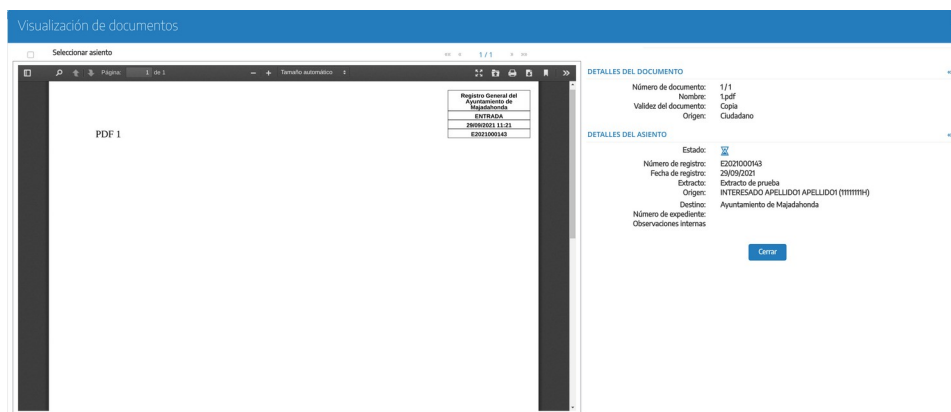 Visualización de documentos
Seleccionar asiento
«« « 1 / 1 » »»
Página: 1 de 1
− + Tamaño automático
Registro General del
Ayuntamiento de
Majadahonda
ENTRADA
29/09/2021 11:21
E2021000143
PDF 1
DETALLES DEL DOCUMENTO
Número de documento: 1/1
Nombre: 1.pdf
Validez del documento: Copia
Origen: Ciudadano
DETALLES DEL ASIENTO
Estado:
Número de registro: E2021000143
Fecha de registro: 29/09/2021
Extracto: Extracto de prueba
Origen: INTERESADO APELLIDO1 APELLIDO1 (11111111H)
Destino: Ayuntamiento de Majadahonda
Número de expediente:
Observaciones internas
Cerrar